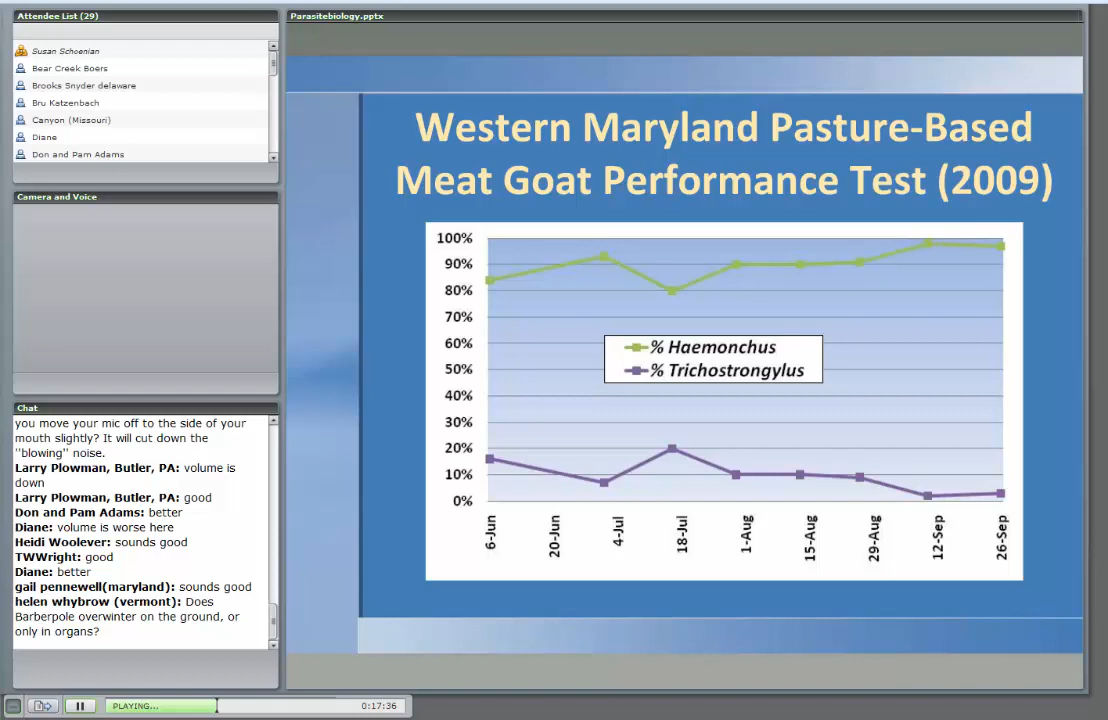 Attendee List (29)
Susan Schoenian
Bear Creek Boers
Brooks Snyder delaware
Bru Katzenbach
Canyon (Missouri)
Diane
Don and Pam Adams
Camera and Voice
Chat
you move your mic off to the side of your
mouth slightly? It will cut down the
"blowing" noise.
Larry Plowman, Butler, PA: volume is
down
Larry Plowman, Butler, PA: good
Don and Pam Adams: better
Diane: volume is worse here
Heidi Woolever: sounds good
TWWright: good
Diane: better
gail pennewell(maryland): sounds good
helen whybrow (vermont): Does
Barberpole overwinter on the ground, or
only in organs?
PLAYING...
0:17:36
Parasitebiology.pptx
Western Maryland Pasture-Based
Meat Goat Performance Test (2009)
100%
90%
80%
70%
60%
50%
40%
30%
20%
10%
0%
% Haemonchus
% Trichostrongylus
6-Jun
20-Jun
4-Jul
18-Jul
1-Aug
15-Aug
29-Aug
12-Sep
26-Sep